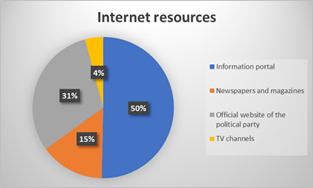 Internet resources
4%
31%
50%
15%
Information portal
Newspapers and magazines
Official website of the
political party
TV channels